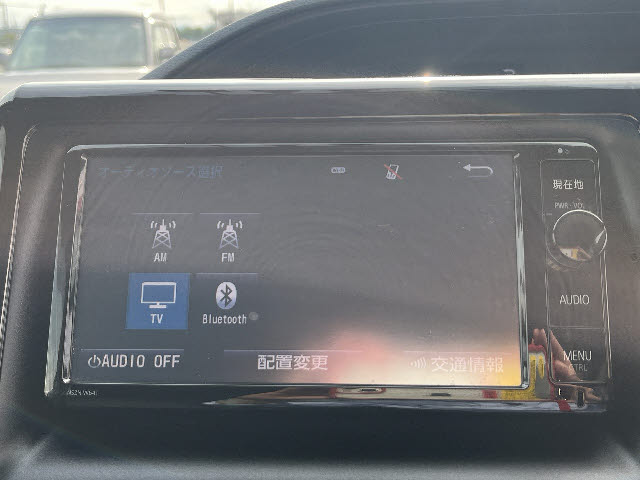 オーディオソース選択
現在地
PWR・VOL
AM
FM
TV
Bluetooth
AUDIO
AUDIO OFF
配置変更
交通情報
MENU